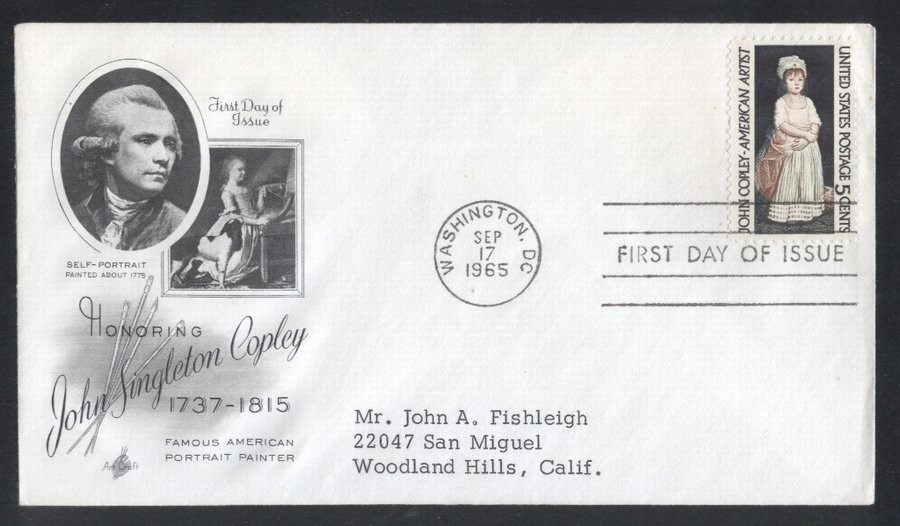 First Day of
Issue
SELF-PORTRAIT
PAINTED ABOUT 1775
HONORING
John Singleton Copley
1737-1815
FAMOUS AMERICAN
PORTRAIT PAINTER
Art Craft
WASHINGTON, DC
SEP
17
1965
JOHN COPLEY-AMERICAN ARTIST
UNITED STATES POSTAGE 5 CENTS
FIRST DAY OF ISSUE
Mr. John A. Fishleigh
22047 San Miguel
Woodland Hills, Calif.